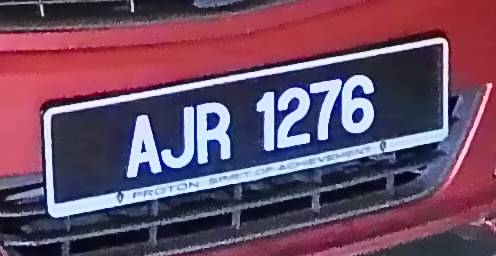 AJR 1276
PROTON SPIRIT OF ACHIEVEMENT